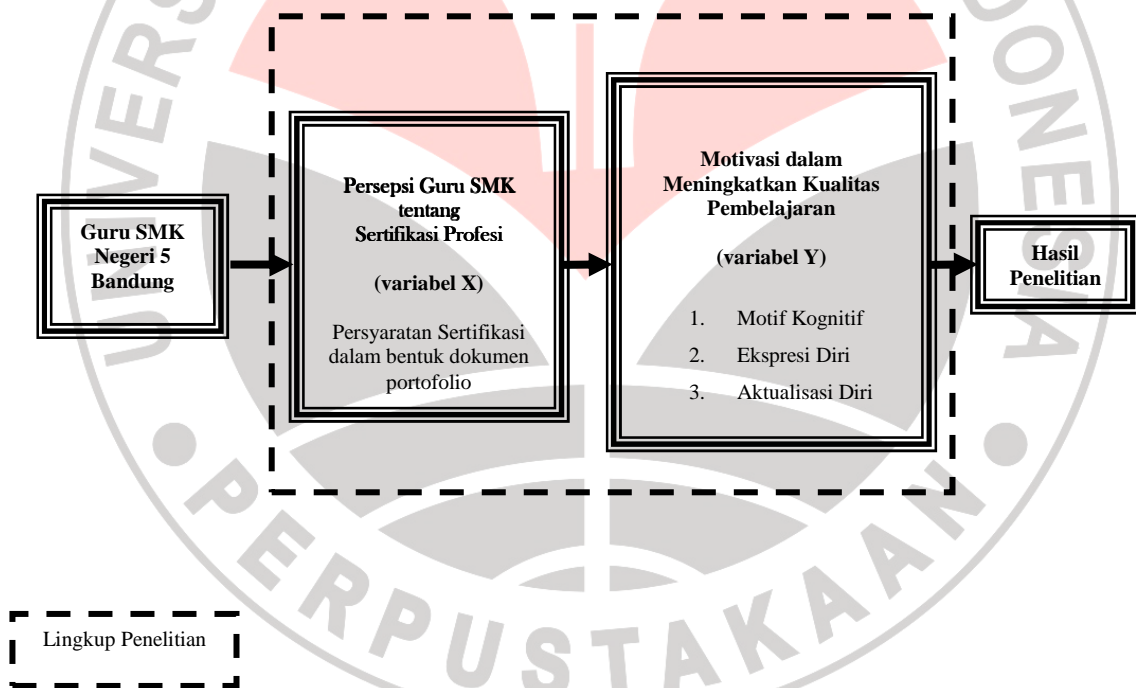 Guru SMK
Negeri 5
Bandung
Persepsi Guru SMK
tentang
Sertifikasi Profesi
(variabel X)
Persyaratan Sertifikasi
dalam bentuk dokumen
portofolio
Motivasi dalam
Meningkatkan Kualitas
Pembelajaran
(variabel Y)
1. Motif Kognitif
2. Ekspresi Diri
3. Aktualisasi Diri
Hasil
Penelitian
Lingkup Penelitian
PERPUSTAKAAN